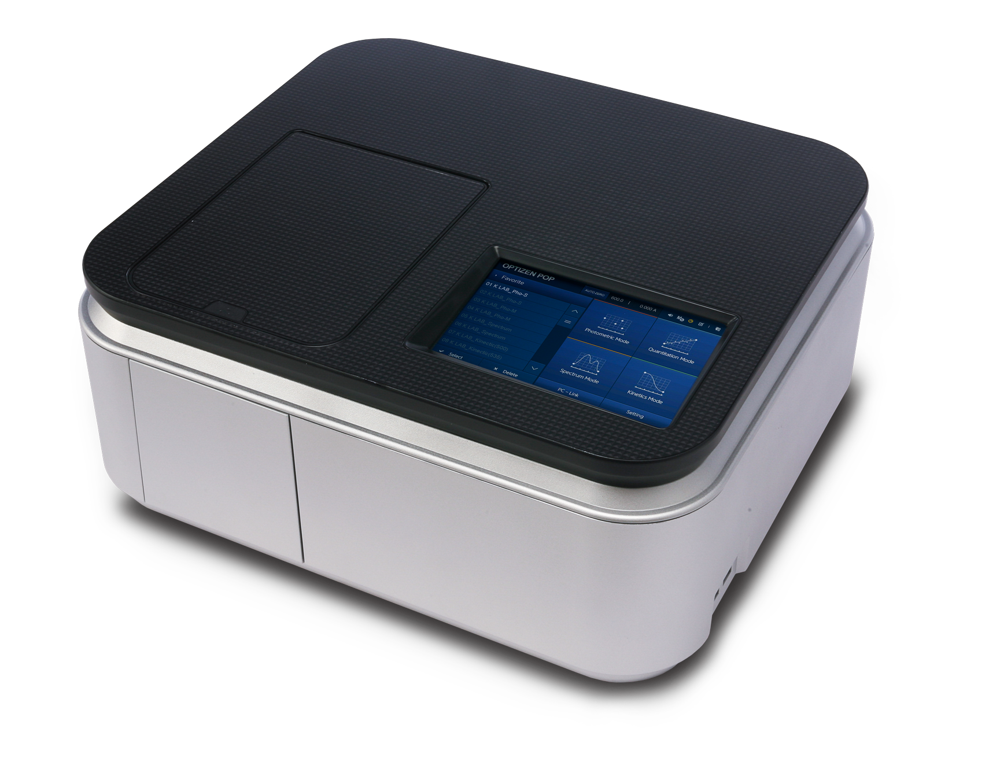 OPTIZEN POP
Favorite
AUTO ZERO 600.0 | 0.000 A
01 K LAB_Pho-S
02 K LAB_Pho-S
03 K LAB_Pho-M
04 K LAB_Pho-M
05 K LAB_Spectrum
06 K LAB_Spectrum
07 K LAB_Kinectic(500)
08 K LAB_Kinectic(535)
Select
Delete
Photometric Mode
Quantitation Mode
Spectrum Mode
Kinetics Mode
PC - Link
Setting